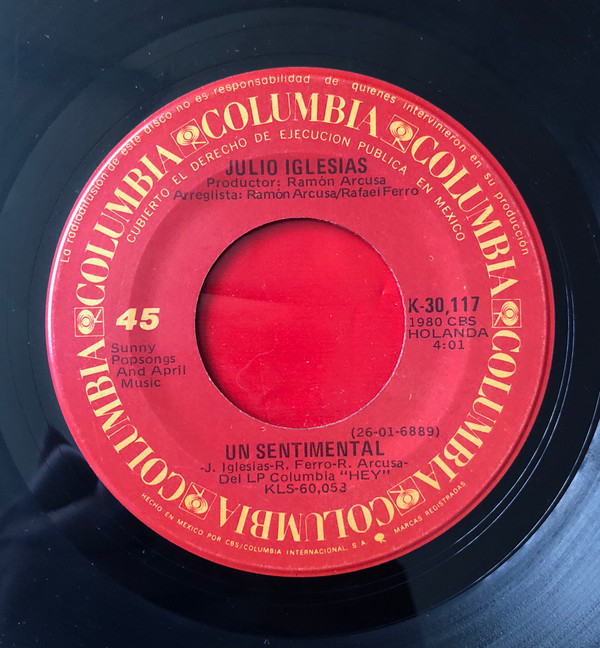 La radiodifusion de este disco no es responsabilidad de quienes intervinieron en su producción
COLUMBIA COLUMBIA COLUMBIA COLUMBIA COLUMBIA COLUMBIA COLUMBIA COLUMBIA
CUBIERTO EL DERECHO DE EJECUCION PUBLICA EN MEXICO
JULIO IGLESIAS
Productor: Ramón Arcusa
Arreglista: Ramón Arcusa/Rafael Ferro
45
Sunny
Popsongs
And April
Music
K-30,117
1980 CBS
HOLANDA
4:01
(26-01-6889)
UN SENTIMENTAL
-J. Iglesias-R. Ferro-R. Arcusa-
Del LP Columbia "HEY"
KLS-60,053
HECHO EN MEXICO POR CBS/COLUMBIA INTERNACIONAL, S.A. MARCAS REGISTRADAS